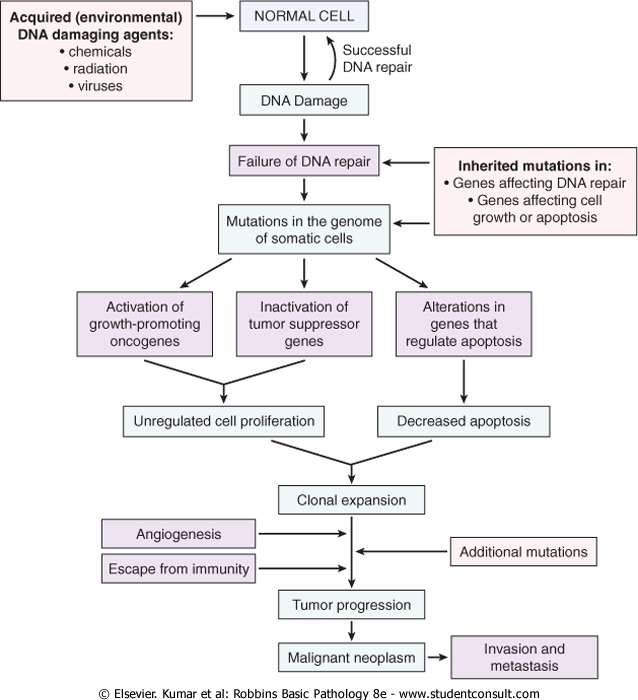 Acquired (environmental)
DNA damaging agents:
• chemicals
• radiation
• viruses
NORMAL CELL
Successful
DNA repair
DNA Damage
Failure of DNA repair
Inherited mutations in:
• Genes affecting DNA repair
• Genes affecting cell
growth or apoptosis
Mutations in the genome
of somatic cells
Activation of
growth-promoting
oncogenes
Inactivation of
tumor suppressor
genes
Alterations in
genes that
regulate apoptosis
Unregulated cell proliferation
Decreased apoptosis
Clonal expansion
Angiogenesis
Additional mutations
Escape from immunity
Tumor progression
Malignant neoplasm
Invasion and
metastasis
© Elsevier. Kumar et al: Robbins Basic Pathology 8e - www.studentconsult.com